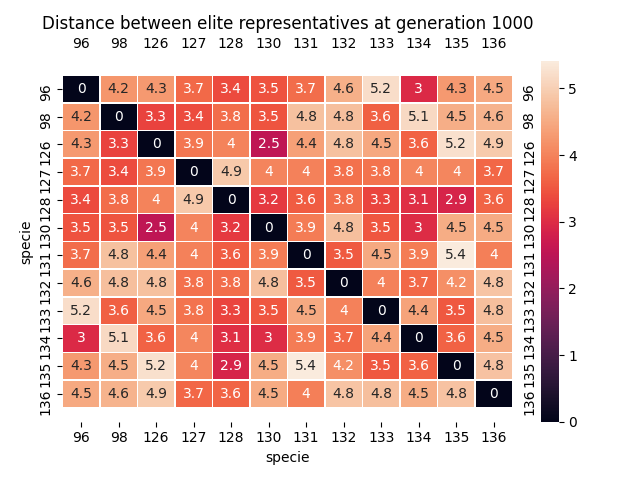 Distance between elite representatives at generation 1000
96 98 126 127 128 130 131 132 133 134 135 136
96 0 4.2 4.3 3.7 3.4 3.5 3.7 4.6 5.2 3 4.3 4.5 96
98 4.2 0 3.3 3.4 3.8 3.5 4.8 4.8 3.6 5.1 4.5 4.6 98
126 4.3 3.3 0 3.9 4 2.5 4.4 4.8 4.5 3.6 5.2 4.9 126
127 3.7 3.4 3.9 0 4.9 4 4 3.8 3.8 4 4 3.7 127
128 3.4 3.8 4 4.9 0 3.2 3.6 3.8 3.3 3.1 2.9 3.6 128
130 3.5 3.5 2.5 4 3.2 0 3.9 4.8 3.5 3 4.5 4.5 130
131 3.7 4.8 4.4 4 3.6 3.9 0 3.5 4.5 3.9 5.4 4 131
132 4.6 4.8 4.8 3.8 3.8 4.8 3.5 0 4 3.7 4.2 4.8 132
133 5.2 3.6 4.5 3.8 3.3 3.5 4.5 4 0 4.4 3.5 4.8 133
134 3 5.1 3.6 4 3.1 3 3.9 3.7 4.4 0 3.6 4.5 134
135 4.3 4.5 5.2 4 2.9 4.5 5.4 4.2 3.5 3.6 0 4.8 135
136 4.5 4.6 4.9 3.7 3.6 4.5 4 4.8 4.8 4.5 4.8 0 136
96 98 126 127 128 130 131 132 133 134 135 136
specie
specie
5
4
3
2
1
0